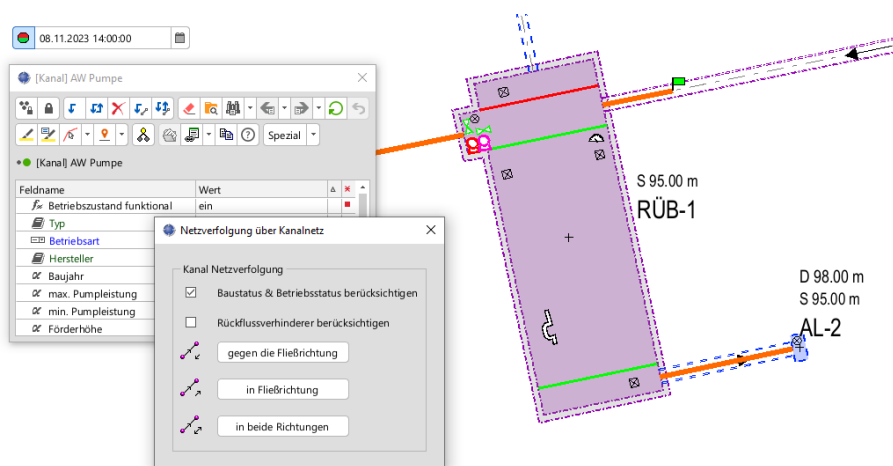 08.11.2023 14:00:00
[Kanal] AW Pumpe
Spezial
[Kanal] AW Pumpe
Feldname Wert
Betriebszustand funktional ein
Typ
Betriebsart
Hersteller
Baujahr
max. Pumpleistung
min. Pumpleistung
Förderhöhe
Netzverfolgung über Kanalnetz
Kanal Netzverfolgung
Baustatus & Betriebsstatus berücksichtigen
Rückflussverhinderer berücksichtigen
gegen die Fließrichtung
in Fließrichtung
in beide Richtungen
S 95.00 m
RÜB-1
D 98.00 m
S 95.00 m
AL-2